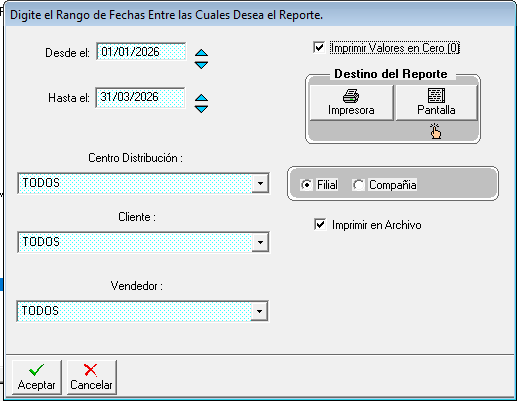 Digite el Rango de Fechas Entre las Cuales Desea el Reporte.
Desde el: 01/01/2026
Imprimir Valores en Cero (0)
Destino del Reporte
Hasta el: 31/03/2026
Impresora Pantalla
Centro Distribución :
TODOS
Filial Compañia
Cliente :
Imprimir en Archivo
TODOS
Vendedor :
TODOS
Aceptar Cancelar